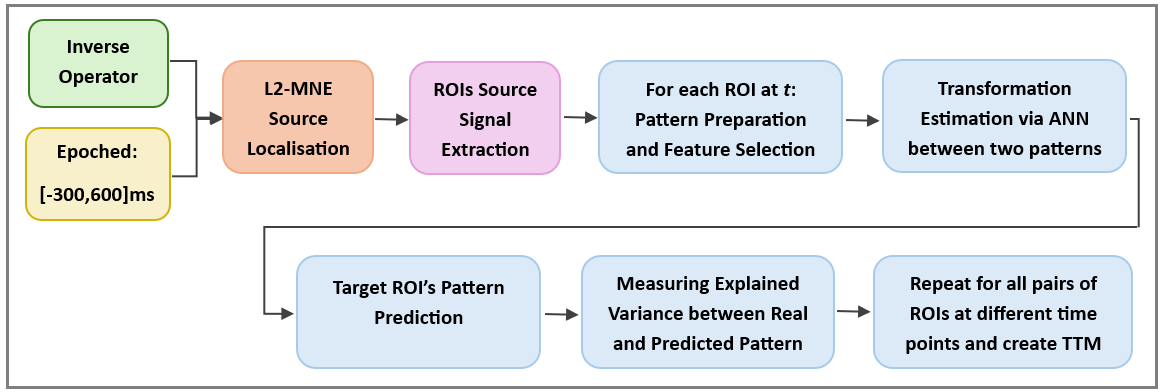 Inverse
Operator
Epoched:
[-300,600]ms
L2-MNE
Source
Localisation
ROIs Source
Signal
Extraction
For each ROI at t:
Pattern Preparation
and Feature Selection
Transformation
Estimation via ANN
between two patterns
Target ROI’s Pattern
Prediction
Measuring Explained
Variance between Real
and Predicted Pattern
Repeat for all pairs of
ROIs at different time
points and create TTM